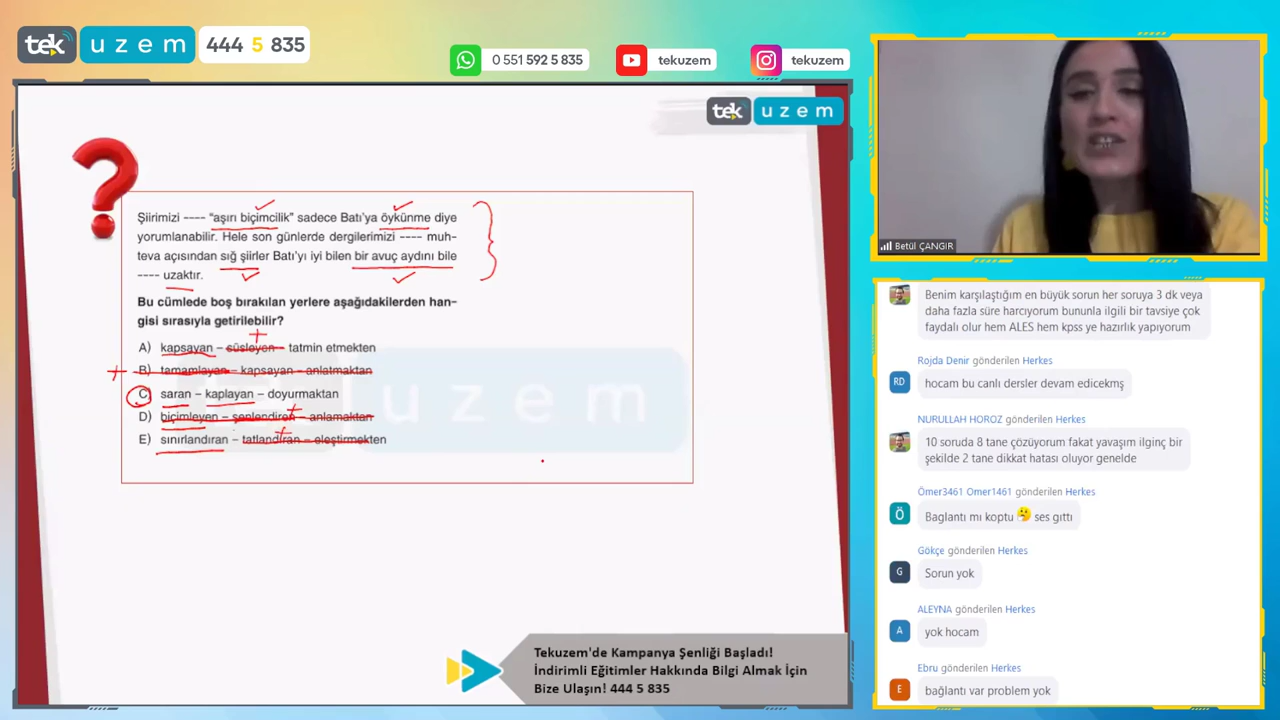 tek uzem 444 5 835
0 551 592 5 835
tekuzem
tekuzem
tek uzem
Şiirimizi ---- “aşırı biçimcilik” sadece Batı’ya öykünme diye
yorumlanabilir. Hele son günlerde dergilerimizi ---- muh-
teva açısından sığ şiirler Batı’yı iyi bilen bir avuç aydını bile
---- uzaktır.
Bu cümlede boş bırakılan yerlere aşağıdakilerden han-
gisi sırasıyla getirilebilir?
A) kapsayan – süsleyen – tatmin etmekten
B) tamamlayan – kapsayan – anlatmaktan
C) saran – kaplayan – doyurmaktan
D) biçimleyen – şenlendiren – anlamaktan
E) sınırlandıran – tatlandıran – eleştirmekten
uzem
Tekuzem'de Kampanya Şenliği Başladı!
İndirimli Eğitimler Hakkında Bilgi Almak İçin
Bize Ulaşın! 444 5 835
Betül ÇANGIR
Benim karşılaştığım en büyük sorun her soruya 3 dk veya
daha fazla süre harcıyorum bununla ilgili bir tavsiye çok
faydalı olur hem ALES hem kpss ye hazırlık yapıyorum
Rojda Denir gönderilen Herkes
RD
hocam bu canlı dersler devam edicekmş
NURULLAH HOROZ gönderilen Herkes
10 soruda 8 tane çözüyorum fakat yavaşım ilginç bir
şekilde 2 tane dikkat hatası oluyor genelde
Ömer3461 Omer1461 gönderilen Herkes
Ö
Baglantı mı koptu 🤔 ses gıttı
Gökçe gönderilen Herkes
G
Sorun yok
ALEYNA gönderilen Herkes
A
yok hocam
Ebru gönderilen Herkes
E
bağlantı var problem yok